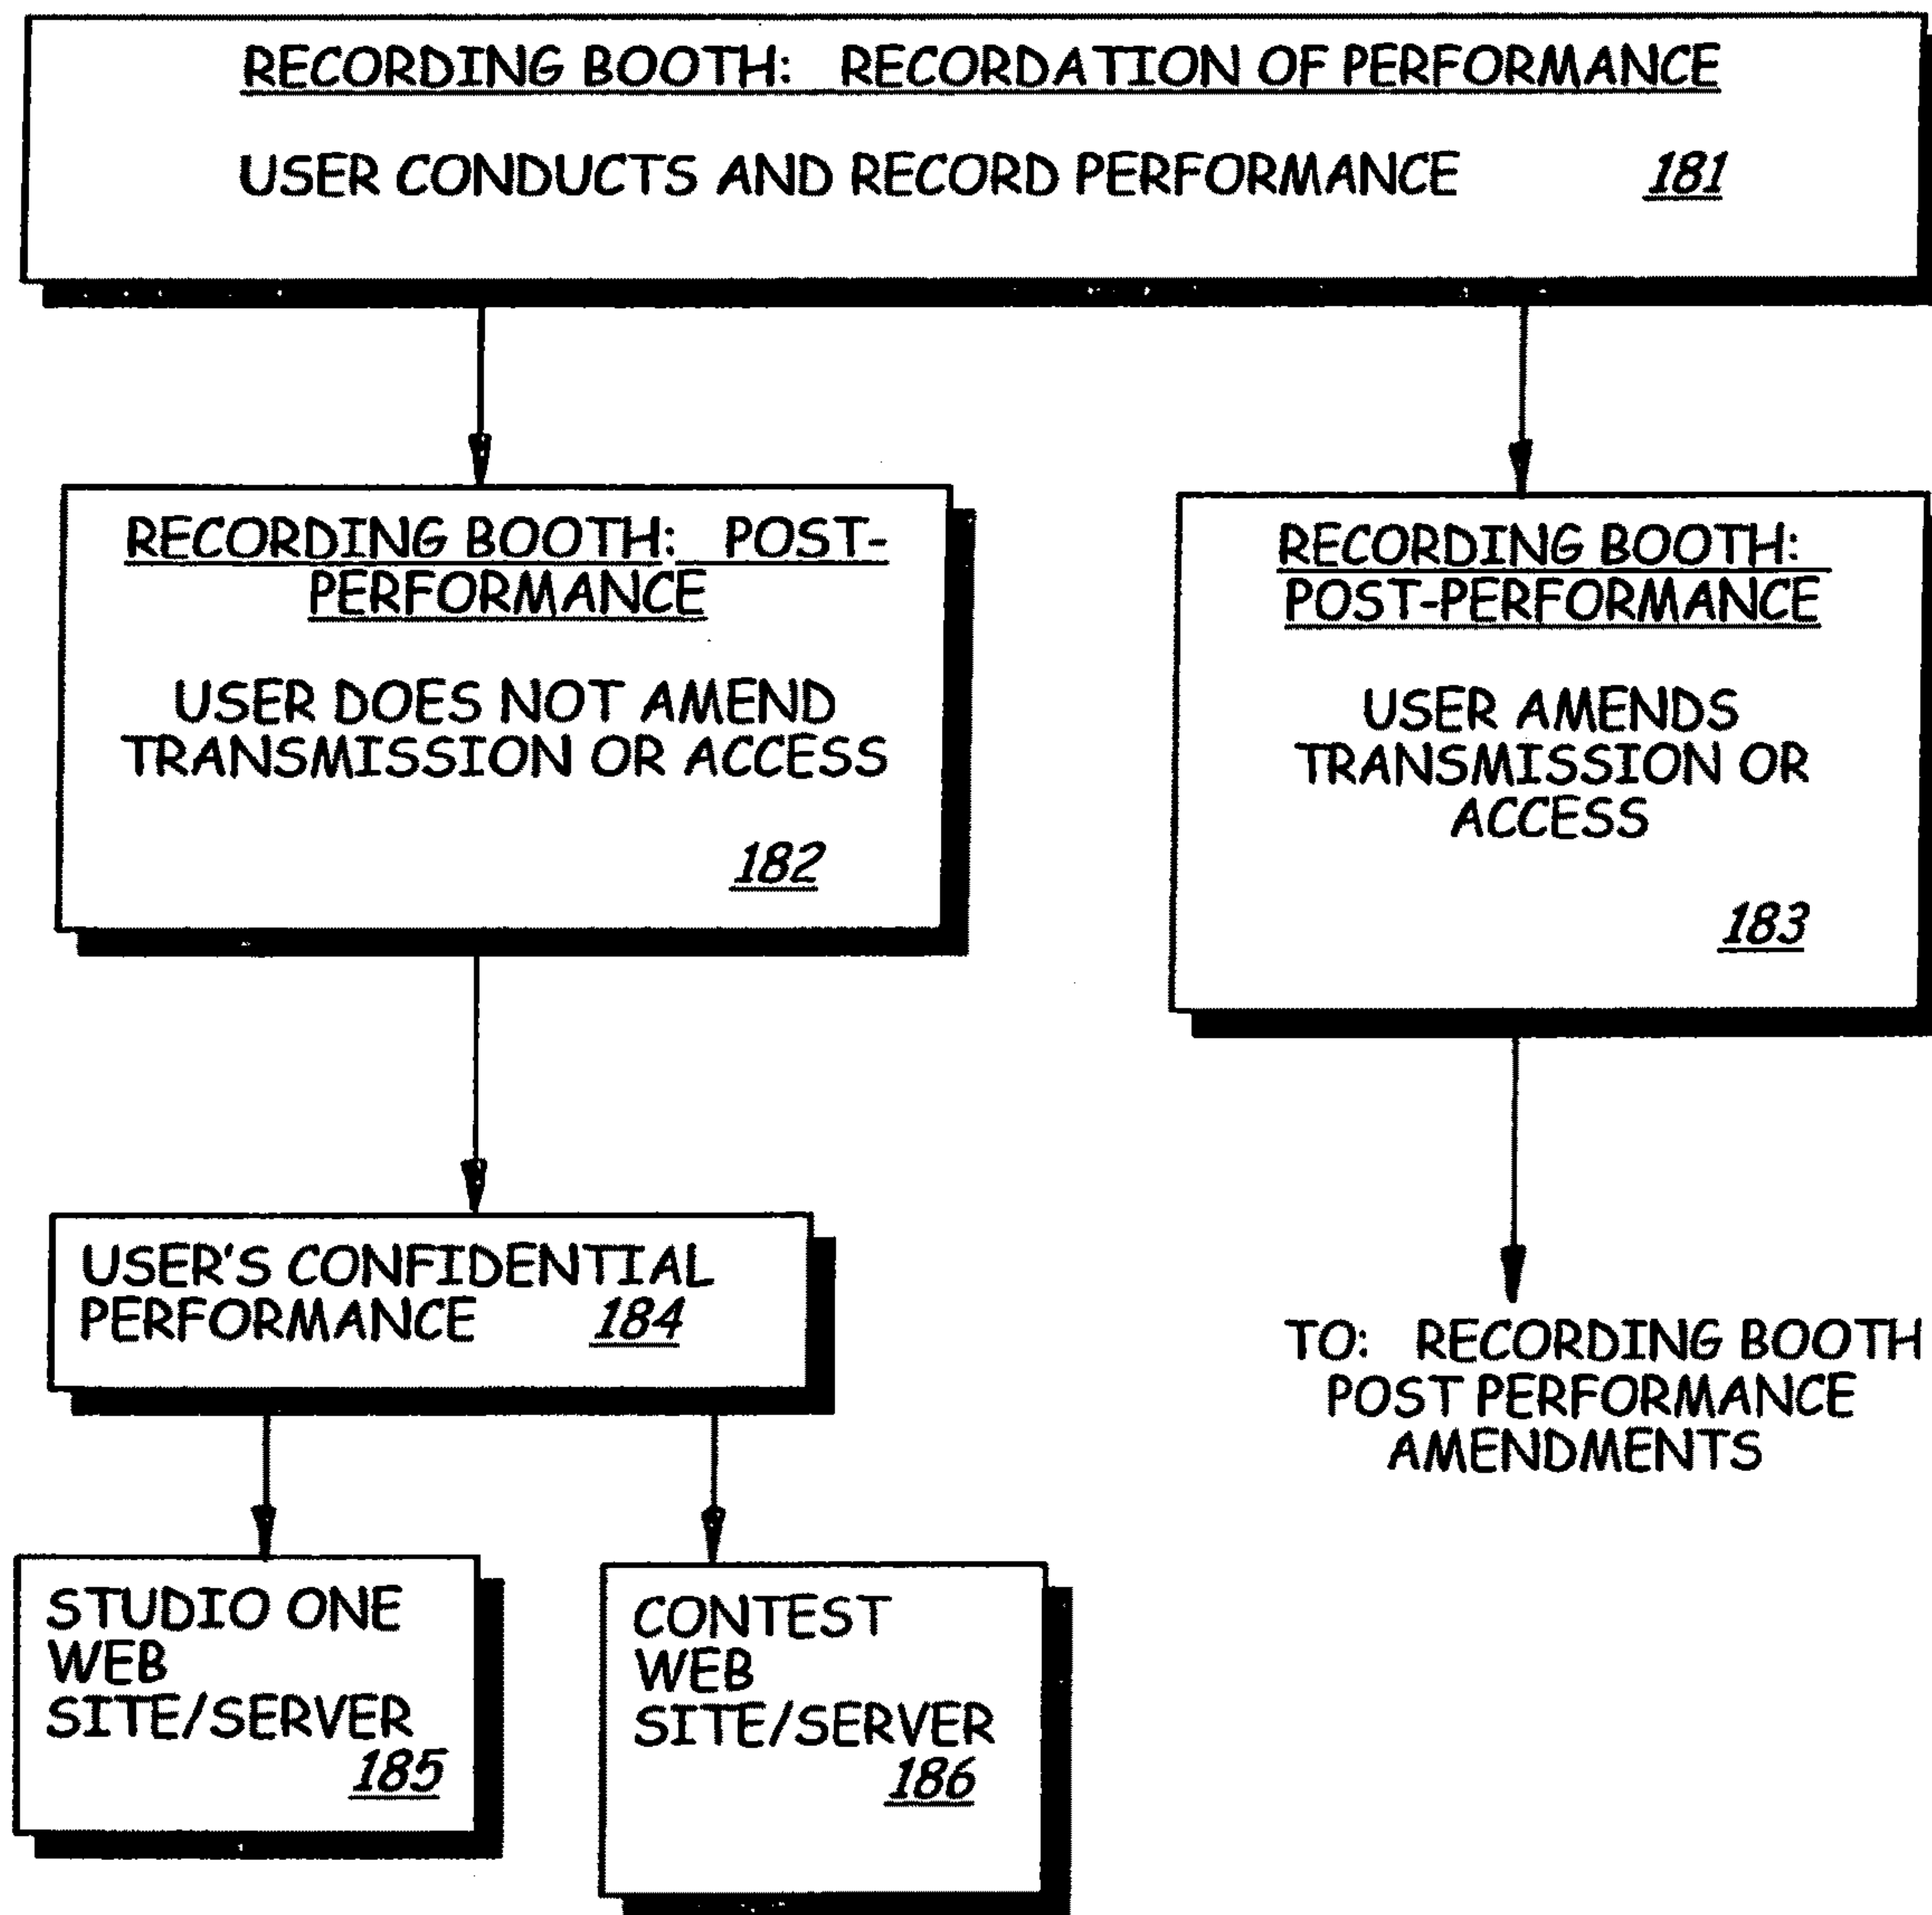 RECORDING BOOTH: RECORDATION OF PERFORMANCE
USER CONDUCTS AND RECORD PERFORMANCE 181
RECORDING BOOTH: POST-
PERFORMANCE
USER DOES NOT AMEND
TRANSMISSION OR ACCESS
182
RECORDING BOOTH:
POST-PERFORMANCE
USER AMENDS
TRANSMISSION OR
ACCESS
183
USER'S CONFIDENTIAL
PERFORMANCE 184
TO: RECORDING BOOTH
POST PERFORMANCE
AMENDMENTS
STUDIO ONE
WEB
SITE/SERVER
185
CONTEST
WEB
SITE/SERVER
186